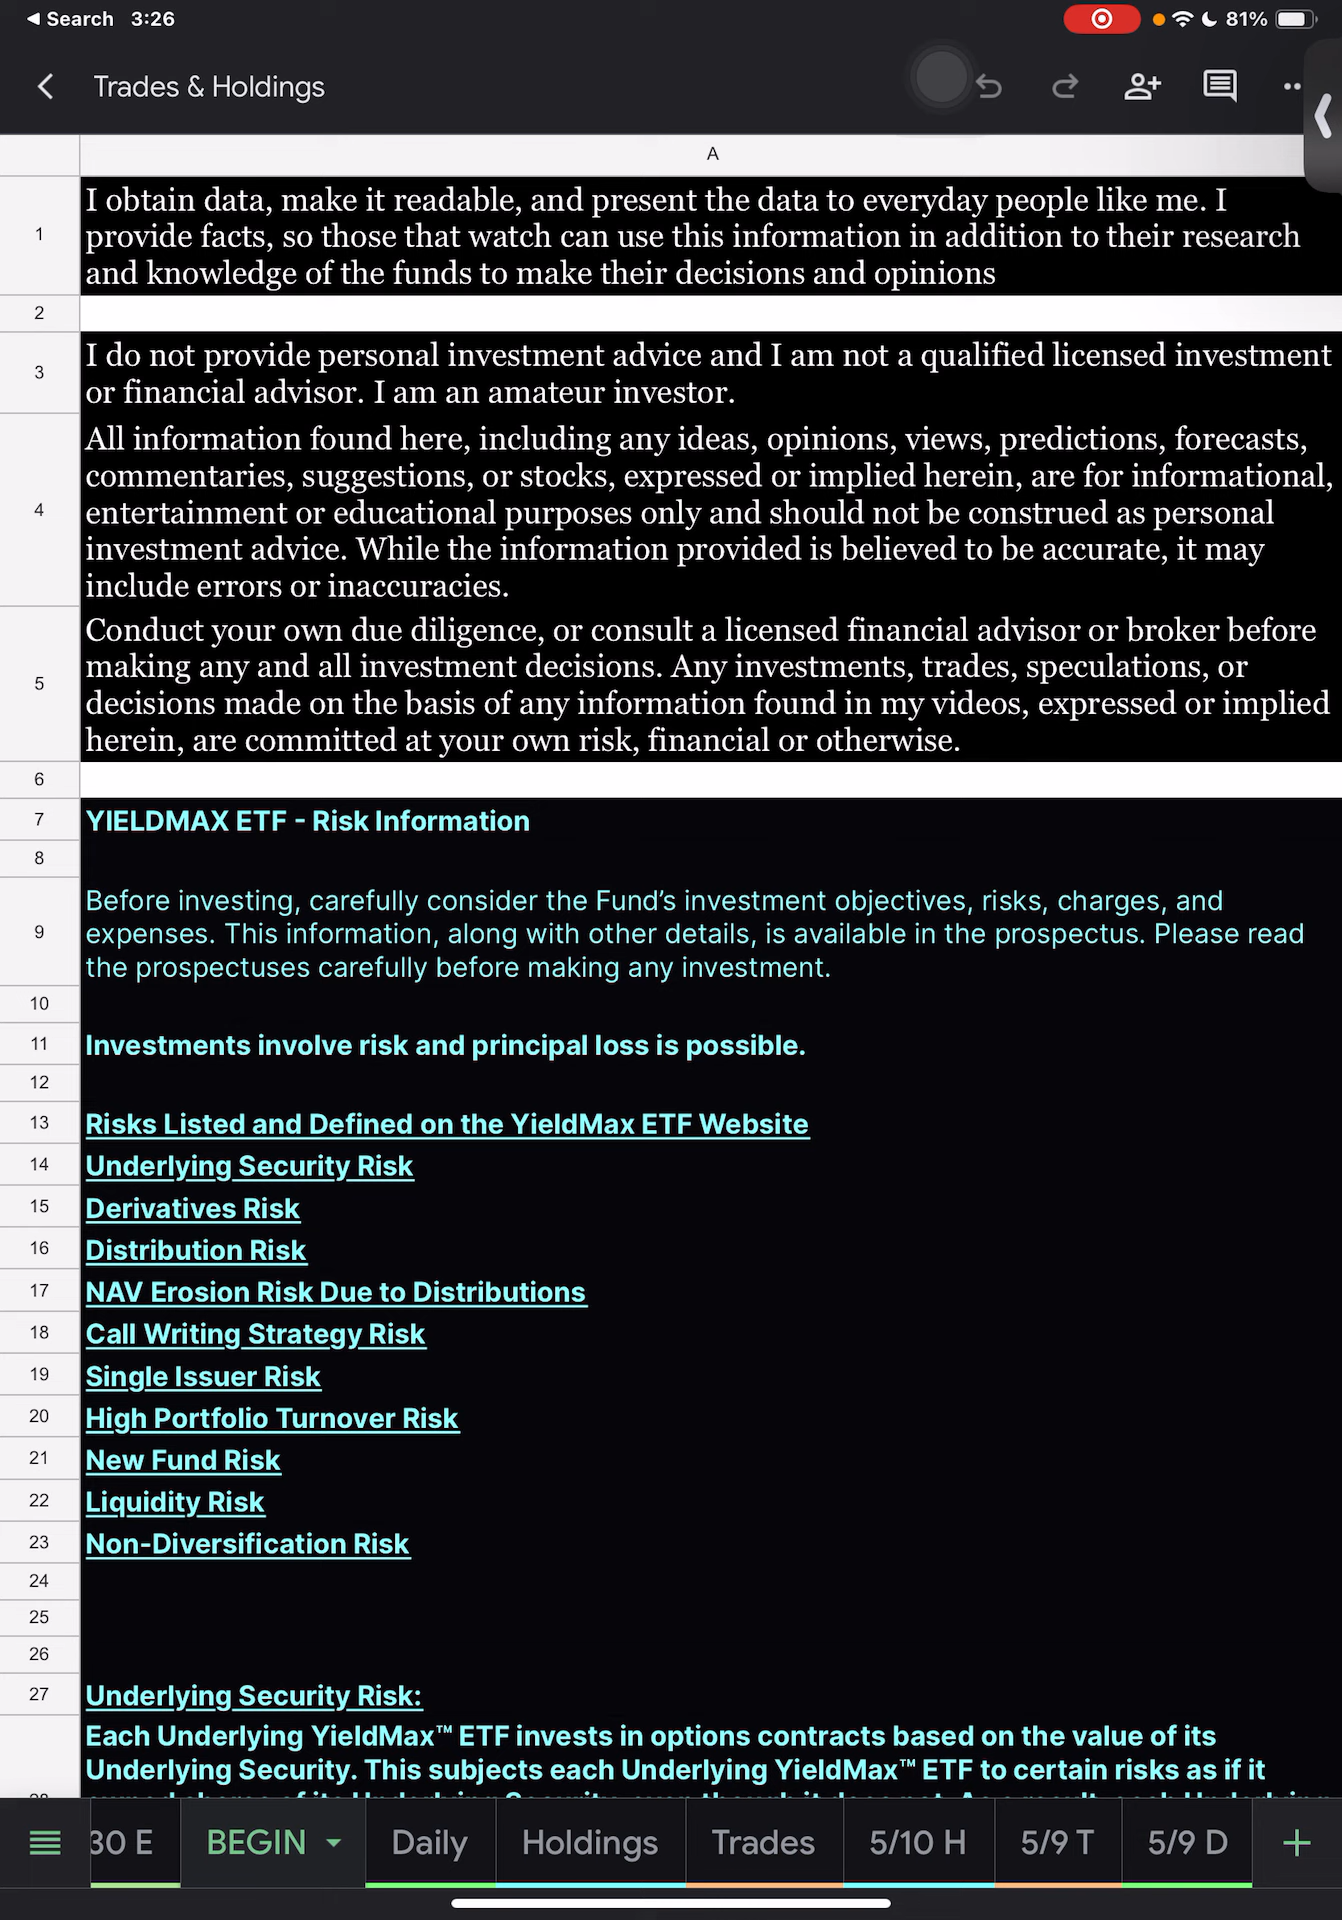 Search 3:26 81%
Trades & Holdings
A
1
I obtain data, make it readable, and present the data to everyday people like me. I
provide facts, so those that watch can use this information in addition to their research
and knowledge of the funds to make their decisions and opinions
2
3
I do not provide personal investment advice and I am not a qualified licensed investment
or financial advisor. I am an amateur investor.
4
All information found here, including any ideas, opinions, views, predictions, forecasts,
commentaries, suggestions, or stocks, expressed or implied herein, are for informational,
entertainment or educational purposes only and should not be construed as personal
investment advice. While the information provided is believed to be accurate, it may
include errors or inaccuracies.
5
Conduct your own due diligence, or consult a licensed financial advisor or broker before
making any and all investment decisions. Any investments, trades, speculations, or
decisions made on the basis of any information found in my videos, expressed or implied
herein, are committed at your own risk, financial or otherwise.
6
7 YIELDMAX ETF - Risk Information
8
9
Before investing, carefully consider the Fund's investment objectives, risks, charges, and
expenses. This information, along with other details, is available in the prospectus. Please read
the prospectuses carefully before making any investment.
10
11 Investments involve risk and principal loss is possible.
12
13 Risks Listed and Defined on the YieldMax ETF Website
14 Underlying Security Risk
15 Derivatives Risk
16 Distribution Risk
17 NAV Erosion Risk Due to Distributions
18 Call Writing Strategy Risk
19 Single Issuer Risk
20 High Portfolio Turnover Risk
21 New Fund Risk
22 Liquidity Risk
23 Non-Diversification Risk
24
25
26
27 Underlying Security Risk:
Each Underlying YieldMax™ ETF invests in options contracts based on the value of its
Underlying Security. This subjects each Underlying YieldMax™ ETF to certain risks as if it
30 E BEGIN Daily Holdings Trades 5/10 H 5/9 T 5/9 D +